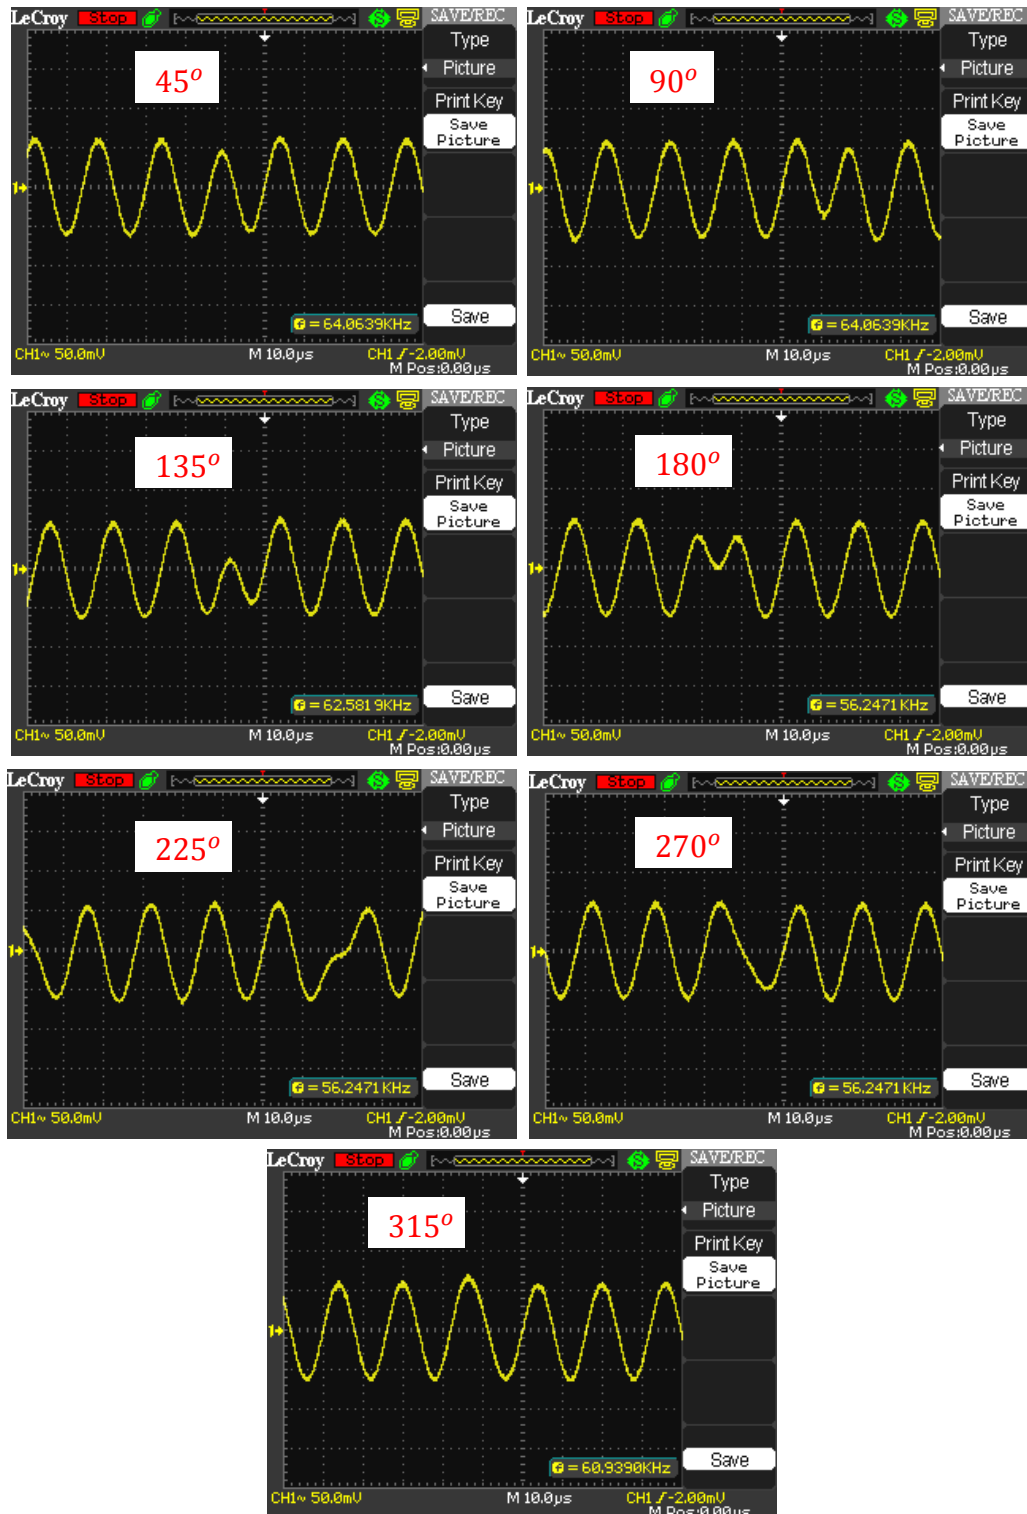 LeCroy Stop SAVE/REC
Type
45°
Picture
Print Key
Save
Picture
1
Save
f = 64.0639KHz
CH1~ 50.0mV M 10.0µs CH1 -2.00mV
M Pos:0.00µs
LeCroy Stop SAVE/REC
Type
90°
Picture
Print Key
Save
Picture
1
Save
f = 64.0639KHz
CH1~ 50.0mV M 10.0µs CH1 -2.00mV
M Pos:0.00µs
LeCroy Stop SAVE/REC
Type
135°
Picture
Print Key
Save
Picture
1
Save
f = 62.5819KHz
CH1~ 50.0mV M 10.0µs CH1 -2.00mV
M Pos:0.00µs
LeCroy Stop SAVE/REC
Type
180°
Picture
Print Key
Save
Picture
1
Save
f = 56.2471KHz
CH1~ 50.0mV M 10.0µs CH1 -2.00mV
M Pos:0.00µs
LeCroy Stop SAVE/REC
Type
225°
Picture
Print Key
Save
Picture
1
Save
f = 56.2471KHz
CH1~ 50.0mV M 10.0µs CH1 -2.00mV
M Pos:0.00µs
LeCroy Stop SAVE/REC
Type
270°
Picture
Print Key
Save
Picture
1
Save
f = 56.2471KHz
CH1~ 50.0mV M 10.0µs CH1 -2.00mV
M Pos:0.00µs
LeCroy Stop SAVE/REC
Type
315°
Picture
Print Key
Save
Picture
1
Save
f = 60.9390KHz
CH1~ 50.0mV M 10.0µs CH1 -2.00mV
M Pos:0.00µs